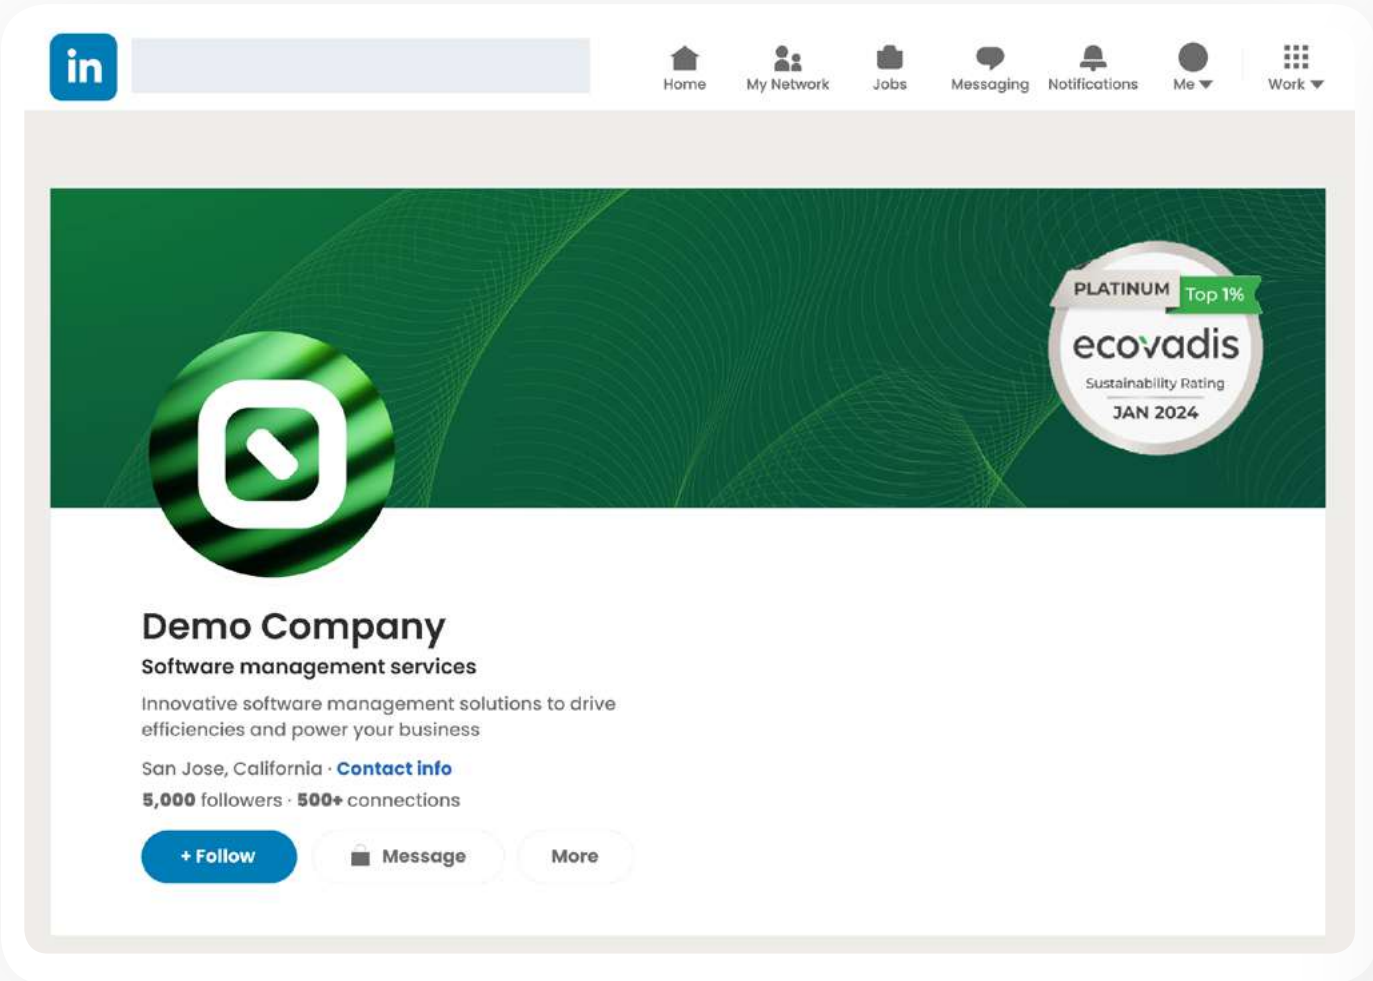 in
Home
My Network
Jobs
Messaging
Notifications
Me
Work
PLATINUM
Top 1%
ecovadis
Sustainability Rating
JAN 2024
Demo Company
Software management services
Innovative software management solutions to drive
efficiencies and power your business
San Jose, California · Contact info
5,000 followers · 500+ connections
+ Follow
Message
More